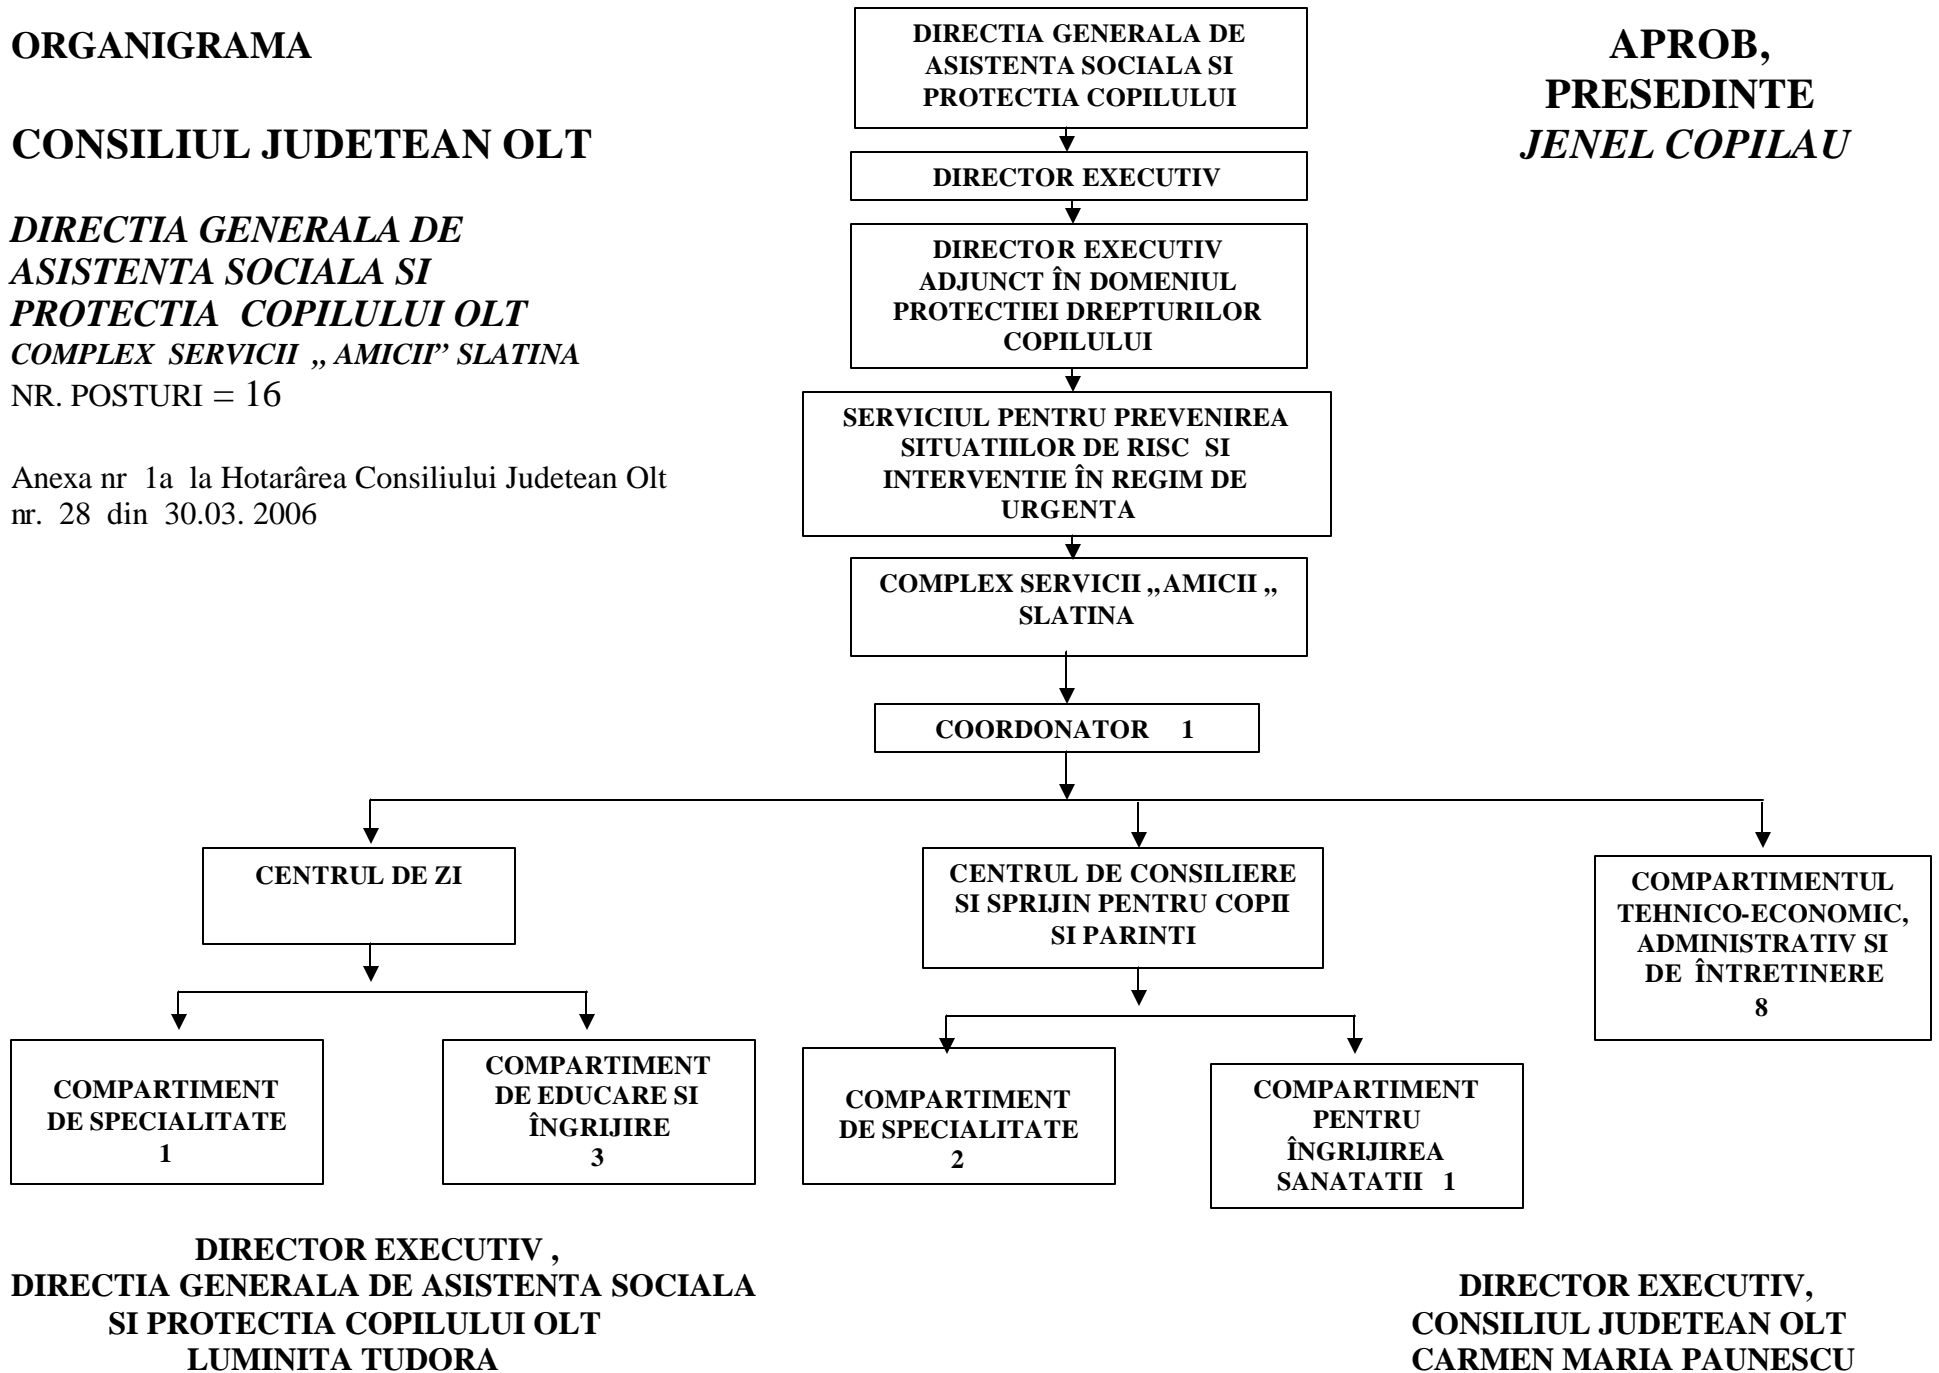 ORGANIGRAMA
CONSILIUL JUDETEAN OLT
DIRECTIA GENERALA DE
ASISTENTA SOCIALA SI
PROTECTIA COPILULUI OLT
COMPLEX SERVICII „ AMICII” SLATINA
NR. POSTURI = 16
Anexa nr 1a la Hotarârea Consiliului Judetean Olt
nr. 28 din 30.03. 2006
DIRECTIA GENERALA DE
ASISTENTA SOCIALA SI
PROTECTIA COPILULUI
APROB,
PRESEDINTE
JENEL COPILAU
DIRECTOR EXECUTIV
DIRECTOR EXECUTIV
ADJUNCT ÎN DOMENIUL
PROTECTIEI DREPTURILOR
COPILULUI
SERVICIUL PENTRU PREVENIREA
SITUATIILOR DE RISC SI
INTERVENTIE ÎN REGIM DE
URGENTA
COMPLEX SERVICII „AMICII „
SLATINA
COORDONATOR 1
CENTRUL DE ZI
CENTRUL DE CONSILIERE
SI SPRIJIN PENTRU COPII
SI PARINTI
COMPARTIMENTUL
TEHNICO-ECONOMIC,
ADMINISTRATIV SI
DE ÎNTRETINERE
8
COMPARTIMENT
DE SPECIALITATE
1
COMPARTIMENT
DE EDUCARE SI
ÎNGRIJIRE
3
COMPARTIMENT
DE SPECIALITATE
2
COMPARTIMENT
PENTRU
ÎNGRIJIREA
SANATATII 1
DIRECTOR EXECUTIV ,
DIRECTIA GENERALA DE ASISTENTA SOCIALA
SI PROTECTIA COPILULUI OLT
LUMINITA TUDORA
DIRECTOR EXECUTIV,
CONSILIUL JUDETEAN OLT
CARMEN MARIA PAUNESCU